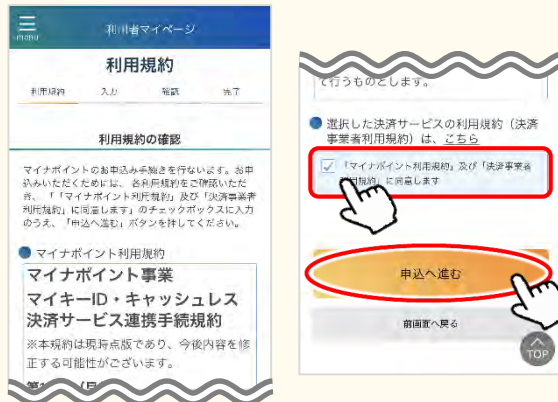 menu
利用者マイページ
利用規約
利用規約 入力 確認 完了
利用規約の確認
マイナポイントのお申込み手続きを行ないます。お申
込みいただくためには、各利用規約をご確認いただ
き、「「マイナポイント利用規約」及び「決済事業者
利用規約」に同意します」のチェックボックスに入力
のうえ、「申込へ進む」ボタンを押してください。
マイナポイント利用規約
マイナポイント事業
マイキーID・キャッシュレス
決済サービス連携手続規約
※本規約は現時点版であり、今後内容を修
正する可能性がございます。
て行うものとします。
選択した決済サービスの利用規約（決済
事業者利用規約）は、こちら
「マイナポイント利用規約」及び「決済事業者
利用規約」に同意します
申込へ進む
前画面へ戻る
TOP